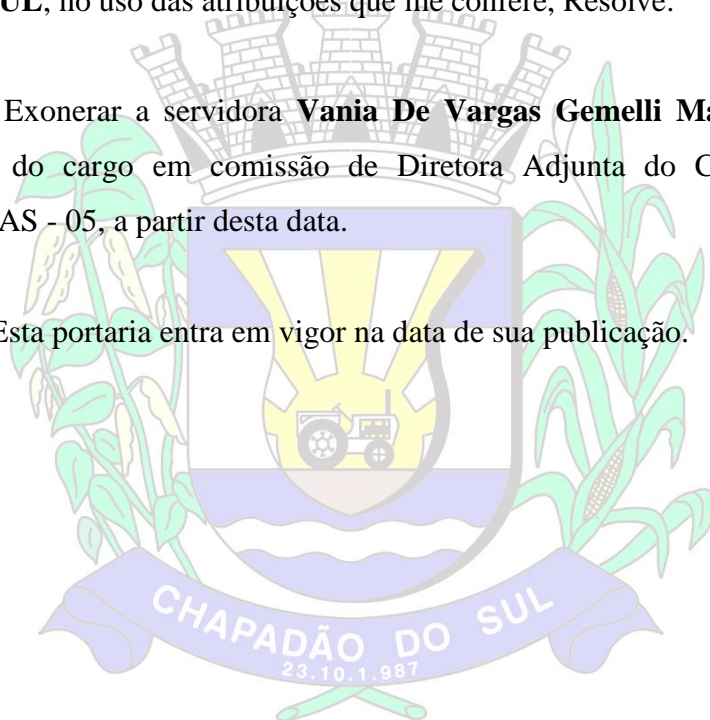 UL, no uso das atribuições que lhe confere, Resolve:
Exonerar a servidora Vania De Vargas Gemelli Ma
do cargo em comissão de Diretora Adjunta do C
AS - 05, a partir desta data.
Esta portaria entra em vigor na data de sua publicação.
CHAPADÃO DO SUL
23.10.1.987